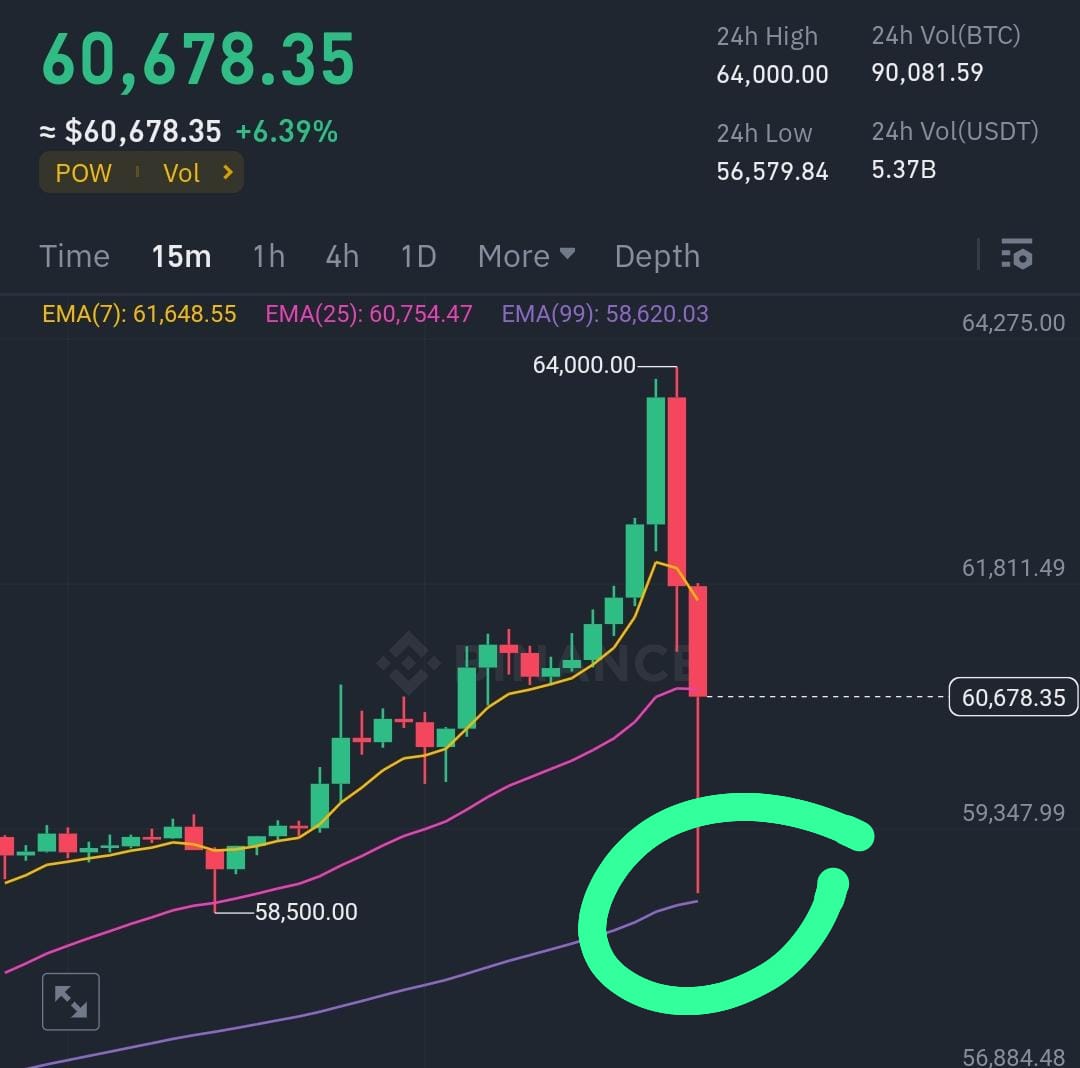 60,678.35
≈ $60,678.35 +6.39%
POW Vol
24h High
64,000.00
24h Vol(BTC)
90,081.59
24h Low
56,579.84
24h Vol(USDT)
5.37B
Time 15m 1h 4h 1D More Depth
EMA(7): 61,648.55 EMA(25): 60,754.47 EMA(99): 58,620.03
64,275.00
64,000.00
61,811.49
BINANCE
60,678.35
59,347.99
58,500.00
56,884.48